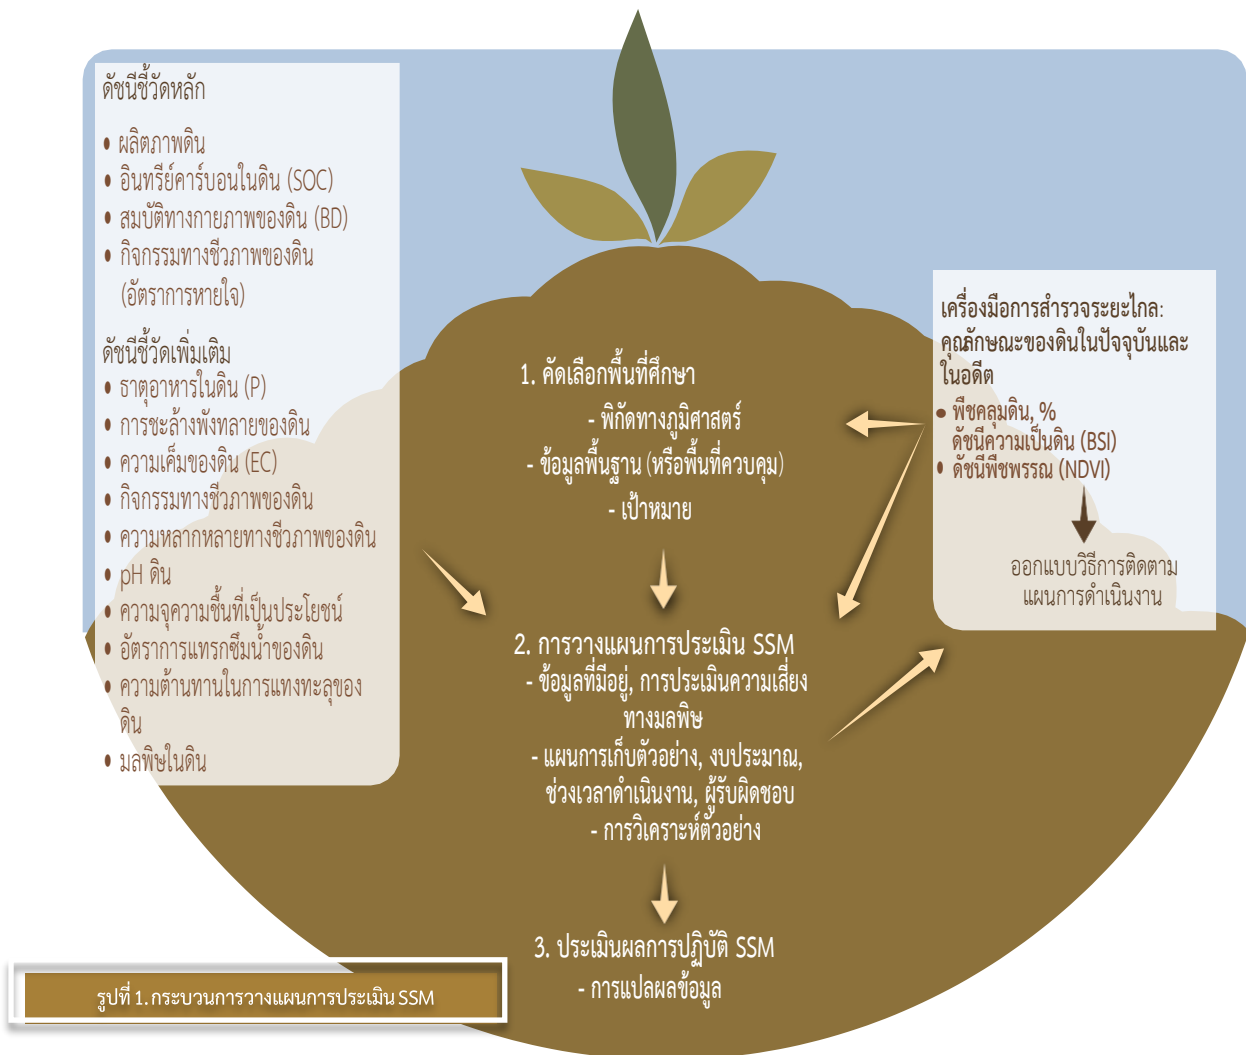 ดัชนีชี้วัดหลัก
• ผลิตภาพดิน
• อินทรีย์คาร์บอนในดิน (SOC)
• สมบัติทางกายภาพของดิน (BD)
• กิจกรรมทางชีวภาพของดิน
(อัตราการหายใจ)
ดัชนีชี้วัดเพิ่มเติม
• ธาตุอาหารในดิน (P)
• การชะล้างพังทลายของดิน
• ความเค็มของดิน (EC)
• กิจกรรมทางชีวภาพของดิน
• ความหลากหลายทางชีวภาพของดิน
• pH ดิน
• ความจุความชื้นที่เป็นประโยชน์
• อัตราการแทรกซึมน้ำของดิน
• ความต้านทานในการแทงทะลุของ
ดิน
• มลพิษในดิน
1. คัดเลือกพื้นที่ศึกษา
- พิกัดทางภูมิศาสตร์
- ข้อมูลพื้นฐาน (หรือพื้นที่ควบคุม)
- เป้าหมาย
2. การวางแผนการประเมิน SSM
- ข้อมูลที่มีอยู่, การประเมินความเสี่ยง
ทางมลพิษ
- แผนการเก็บตัวอย่าง, งบประมาณ,
ช่วงเวลาดำเนินงาน, ผู้รับผิดชอบ
- การวิเคราะห์ตัวอย่าง
3. ประเมินผลการปฏิบัติ SSM
- การแปลผลข้อมูล
เครื่องมือการสำรวจระยะไกล:
คุณลักษณะของดินในปัจจุบันและ
ในอดีต
• พืชคลุมดิน, %
ดัชนีความเป็นดิน (BSI)
• ดัชนีพืชพรรณ (NDVI)
ออกแบบวิธีการติดตาม
แผนการดำเนินงาน
รูปที่ 1. กระบวนการวางแผนการประเมิน SSM